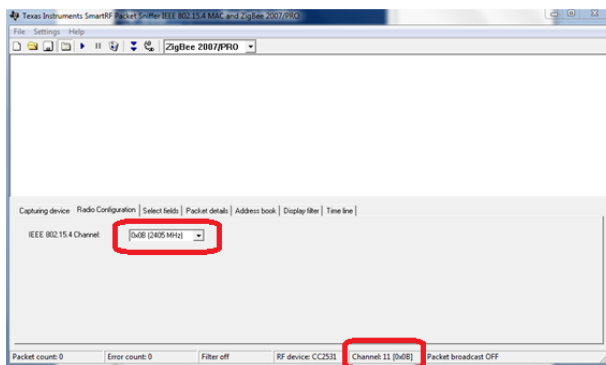 Texas Instruments SmartRF Packet Sniffer IEEE 802.15.4 MAC and ZigBee 2007/PRO
File Settings Help
ZigBee 2007/PRO
Capturing device Radio Configuration Select fields Packet details Address book Display filter Time line
IEEE 802.15.4 Channel: 0x0B (2405 MHz)
Packet count: 0 Error count: 0 Filter off RF device: CC2531 Channel: 11 [0x0B] Packet broadcast OFF